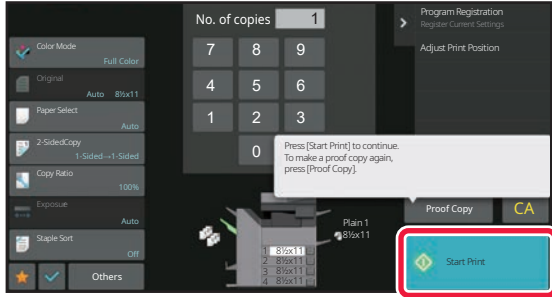 No. of copies 1
Program Registration
Register Current Settings
Adjust Print Position
Color Mode
Full Color
Original
Auto 8½x11
Paper Select
Auto
2-SidedCopy
1-Sided→1-Sided
Copy Ratio
100%
Exposure
Auto
Staple Sort
Off
Others
7 8 9
4 5 6
1 2 3
0
Press [Start Print] to continue.
To make a proof copy again,
press [Proof Copy].
Plain 1
8½x11
1 8½x11
2 8½x11
3 8½x11
4 8½x11
Proof Copy
CA
Start Print